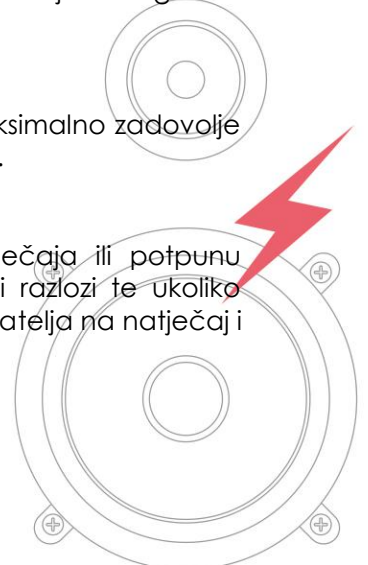 ksimalno zadovolje
.
ečaja ili potpunu
i razlozi te ukoliko
atelja na natječaj i